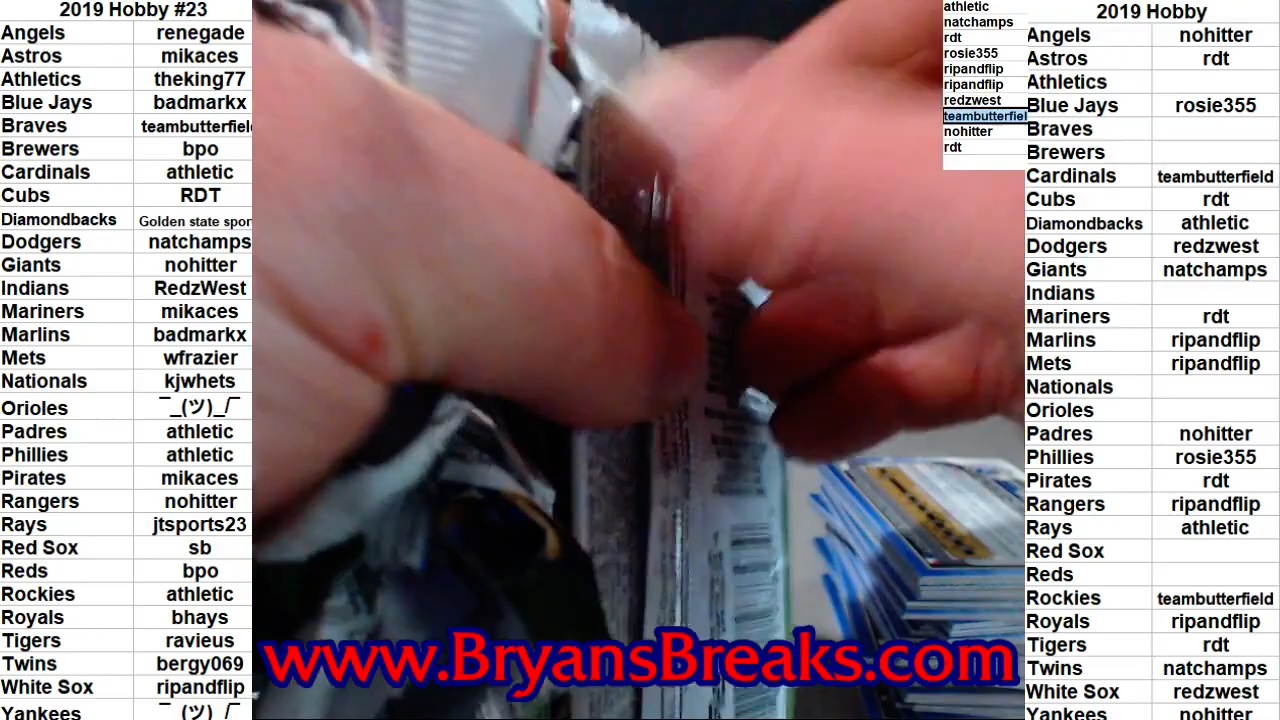 2019 Hobby #23
Angels renegade
Astros mikaces
Athletics theking77
Blue Jays badmarkx
Braves teambutterfiel
Brewers bpo
Cardinals athletic
Cubs RDT
Diamondbacks Golden state spor
Dodgers natchamps
Giants nohitter
Indians RedzWest
Mariners mikaces
Marlins badmarkx
Mets wfrazier
Nationals kjwhets
Orioles ¯_(ツ)_/¯
Padres athletic
Phillies athletic
Pirates mikaces
Rangers nohitter
Rays jtsports23
Red Sox sb
Reds bpo
Rockies athletic
Royals bhays
Tigers ravieus
Twins bergy069
White Sox ripandflip
Yankees ¯_(ツ)_/¯
athletic
natchamps
rdt
rosie355
ripandflip
ripandflip
redzwest
teambutterfiel
nohitter
rdt
2019 Hobby
Angels nohitter
Astros rdt
Athletics
Blue Jays rosie355
Braves
Brewers
Cardinals teambutterfield
Cubs rdt
Diamondbacks athletic
Dodgers redzwest
Giants natchamps
Indians
Mariners rdt
Marlins ripandflip
Mets ripandflip
Nationals
Orioles
Padres nohitter
Phillies rosie355
Pirates rdt
Rangers ripandflip
Rays athletic
Red Sox
Reds
Rockies teambutterfield
Royals ripandflip
Tigers rdt
Twins natchamps
White Sox redzwest
Yankees nohitter
www.BryansBreaks.com